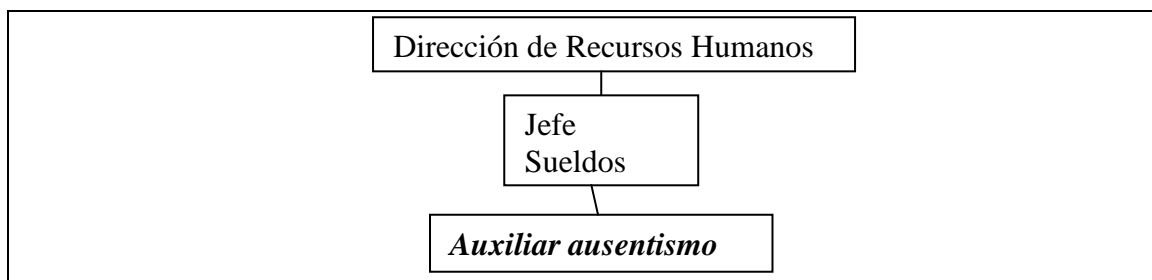 Dirección de Recursos Humanos
Jefe
Sueldos
Auxiliar ausentismo